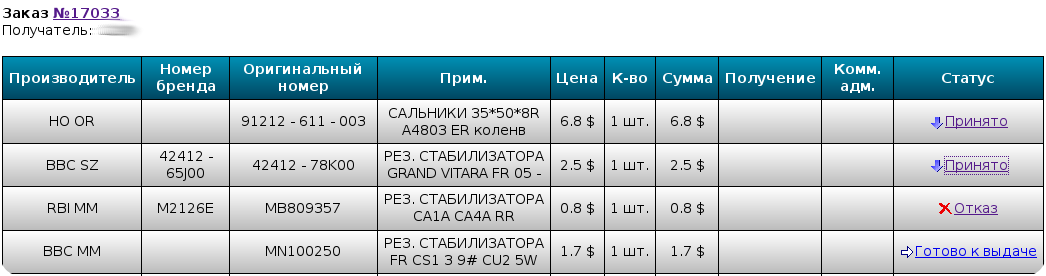 Заказ №17033
Получатель:
Производитель Номер бренда Оригинальный номер Прим. Цена К-во Сумма Получение Комм. адм. Статус
HO OR 91212 - 611 - 003 САЛЬНИКИ 35*50*8R A4803 ER коленв 6.8 $ 1 шт. 6.8 $ Принято
BBC SZ 42412 - 65J00 42412 - 78K00 РЕЗ. СТАБИЛИЗАТОРА GRAND VITARA FR 05 - 2.5 $ 1 шт. 2.5 $ Принято
RBI MM M2126E MB809357 РЕЗ. СТАБИЛИЗАТОРА CA1A CA4A RR 0.8 $ 1 шт. 0.8 $ Отказ
BBC MM MN100250 РЕЗ. СТАБИЛИЗАТОРА FR CS1 3 9# CU2 5W 1.7 $ 1 шт. 1.7 $ Готово к выдаче